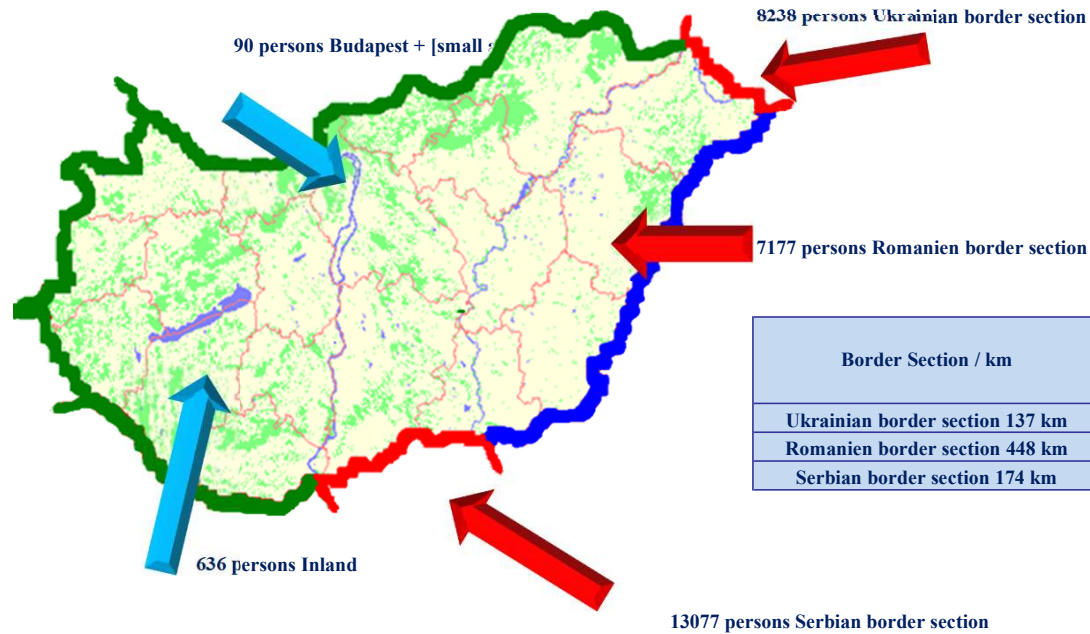 8238 persons Ukrainian border section
90 persons Budapest + [small
7177 persons Romanien border section
Border Section / km
Ukrainian border section 137 km
Romanien border section 448 km
Serbian border section 174 km
636 persons Inland
13077 persons Serbian border section